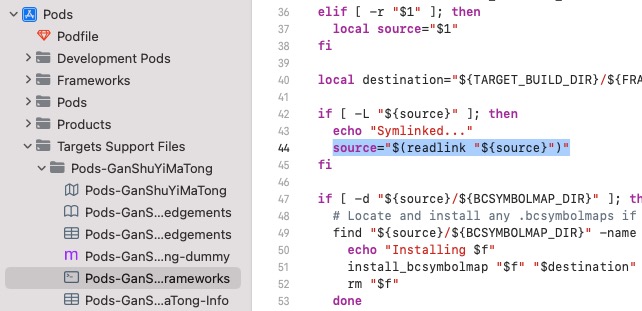 Pods
Podfile
Development Pods
Frameworks
Pods
Products
Targets Support Files
Pods-GanShuYiMaTong
Pods-GanShuYiMaTong
Pods-GanS...edgements
Pods-GanS...edgements
Pods-GanS...ng-dummy
Pods-GanS...rameworks
Pods-GanS...aTong-Info
36 elif [ -r "$1" ]; then
37 local source="$1"
38 fi
39
40 local destination="${TARGET_BUILD_DIR}/${FRA
41
42 if [ -L "${source}" ]; then
43 echo "Symlinked..."
44 source="$(readlink "${source}")"
45 fi
46
47 if [ -d "${source}/${BCSYMBOLMAP_DIR}" ]; th
48 # Locate and install any .bcsymbolmaps if
49 find "${source}/${BCSYMBOLMAP_DIR}" -name
50 echo "Installing $f"
51 install_bcsymbolmap "$f" "$destination"
52 rm "$f"
53 done